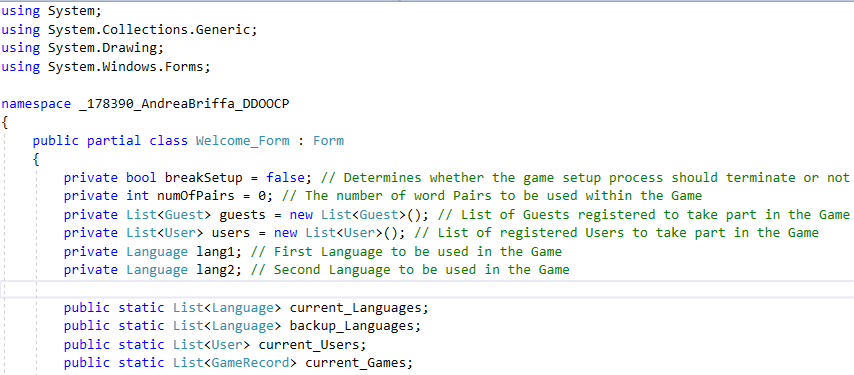 using System;
using System.Collections.Generic;
using System.Drawing;
using System.Windows.Forms;
namespace _178390_AndreaBriffa_DDOOCP
{
public partial class Welcome_Form : Form
{
private bool breakSetup = false; // Determines whether the game setup process should terminate or not
private int numOfPairs = 0; // The number of word Pairs to be used within the Game
private List<Guest> guests = new List<Guest>(); // List of Guests registered to take part in the Game
private List<User> users = new List<User>(); // List of registered Users to take part in the Game
private Language lang1; // First Language to be used in the Game
private Language lang2; // Second Language to be used in the Game
public static List<Language> current_Languages;
public static List<Language> backup_Languages;
public static List<User> current_Users;
public static List<GameRecord> current_Games;